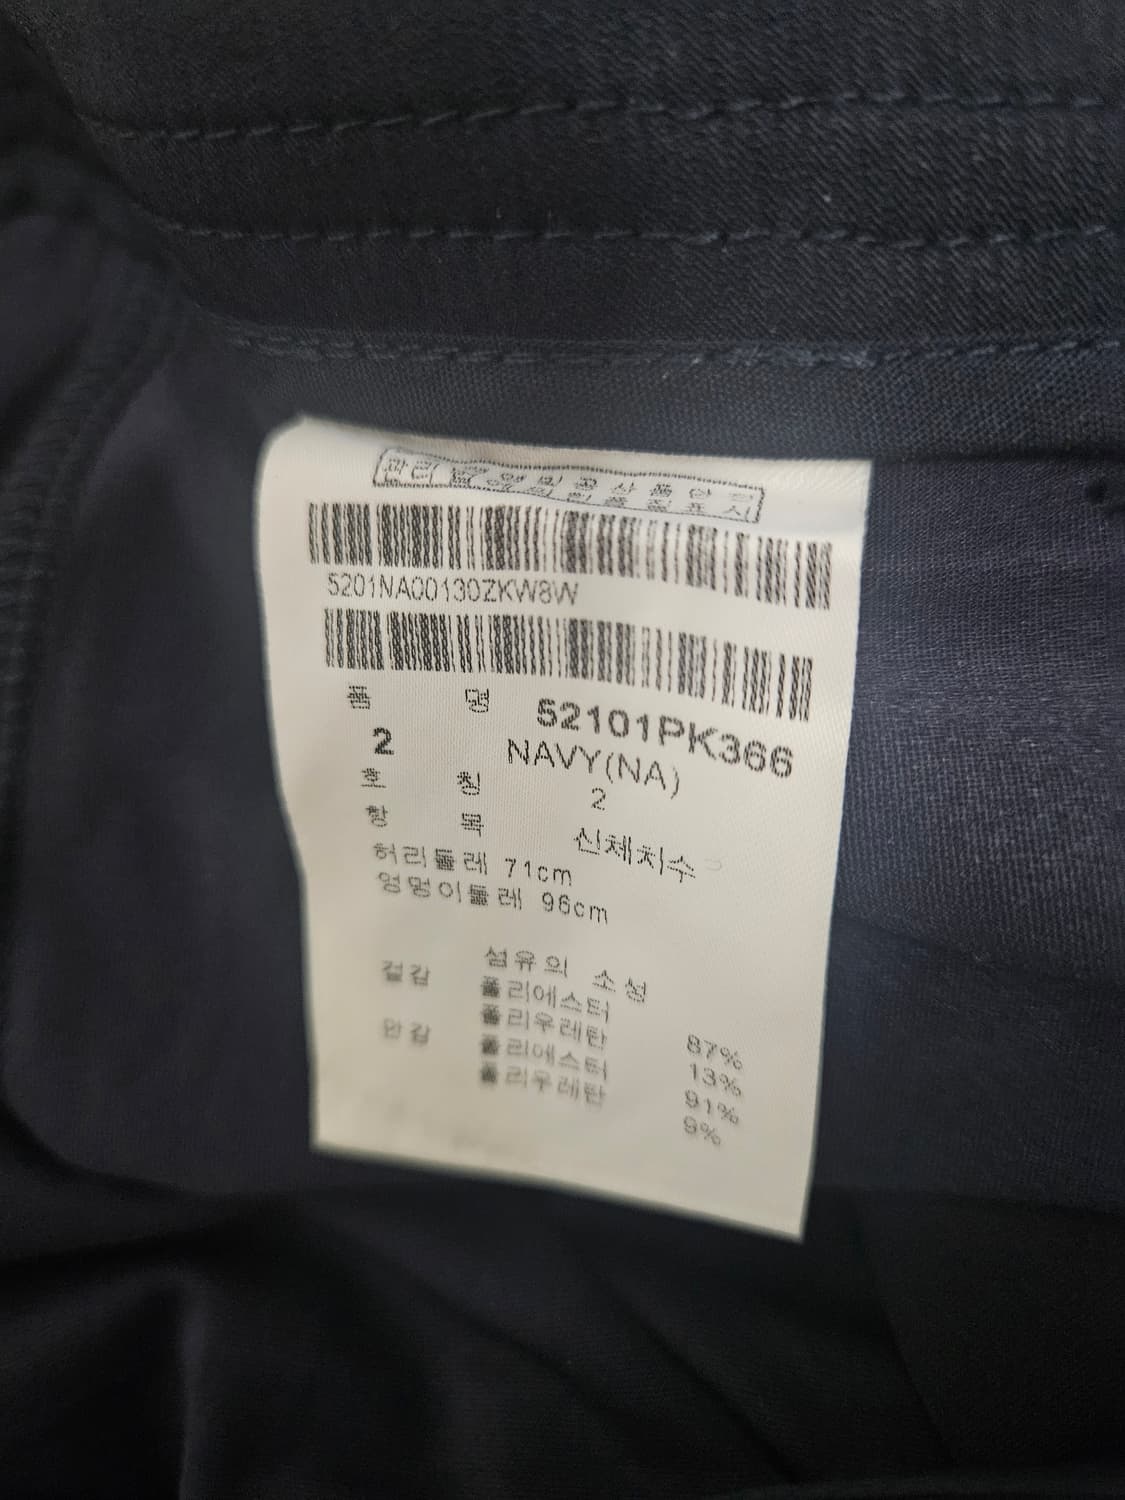 5201NA00130ZKW8W
품 명 52101PK366
2 NAVY(NA)
호 칭 2
항 목 신체치수
허리둘레 71cm
엉덩이둘레 96cm
섬유의 소성
겉감 폴리에스터 87%
폴리우레탄 13%
안감 폴리에스터 91%
폴리우레탄 9%